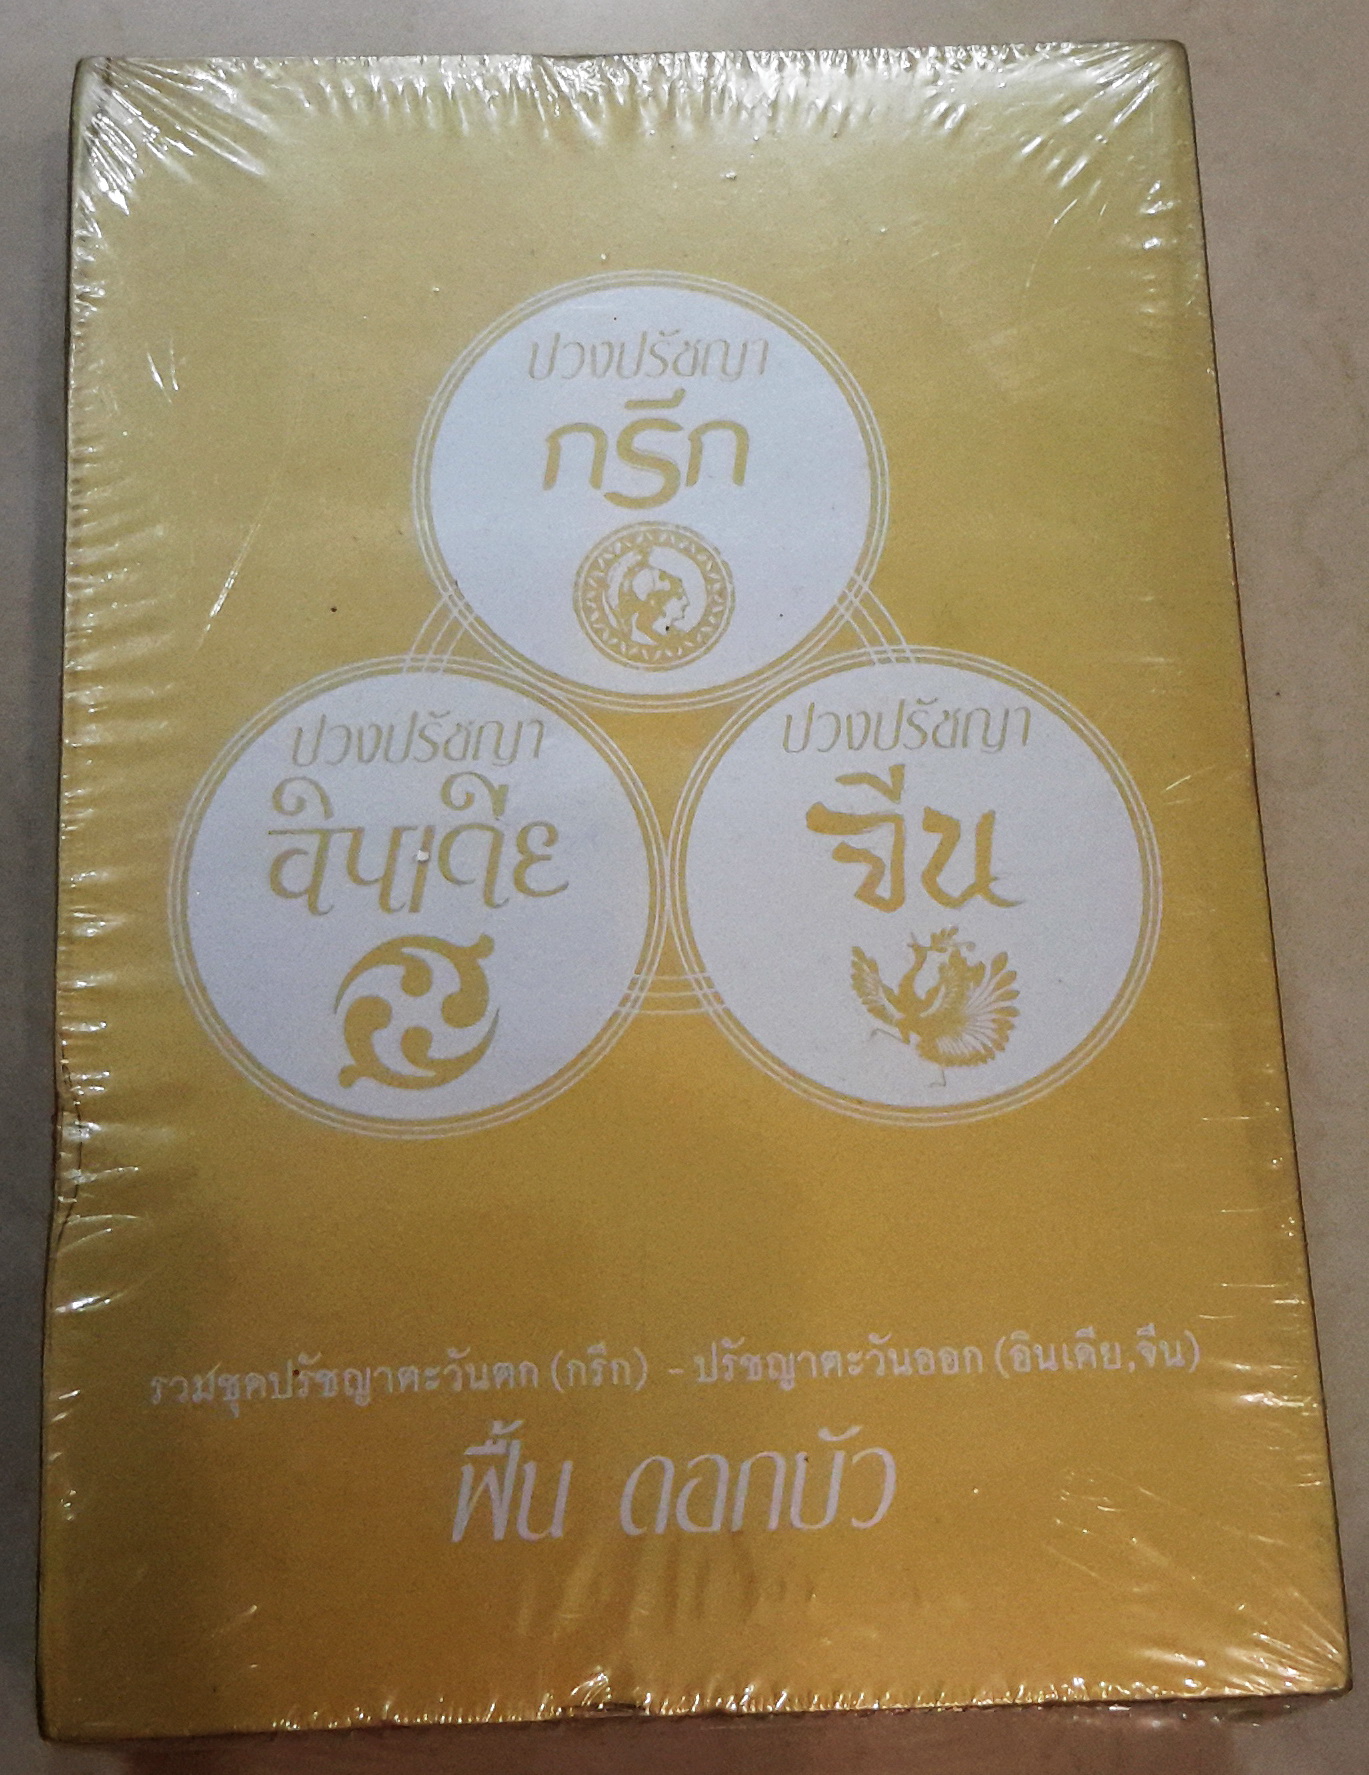 ปวงปรัชญา
กรีก
ปวงปรัชญา
อินเดีย
ปวงปรัชญา
จีน
รวมชุดปรัชญาตะวันตก (กรีก) - ปรัชญาตะวันออก (อินเดีย, จีน)
ฟื้น ดอกบัว